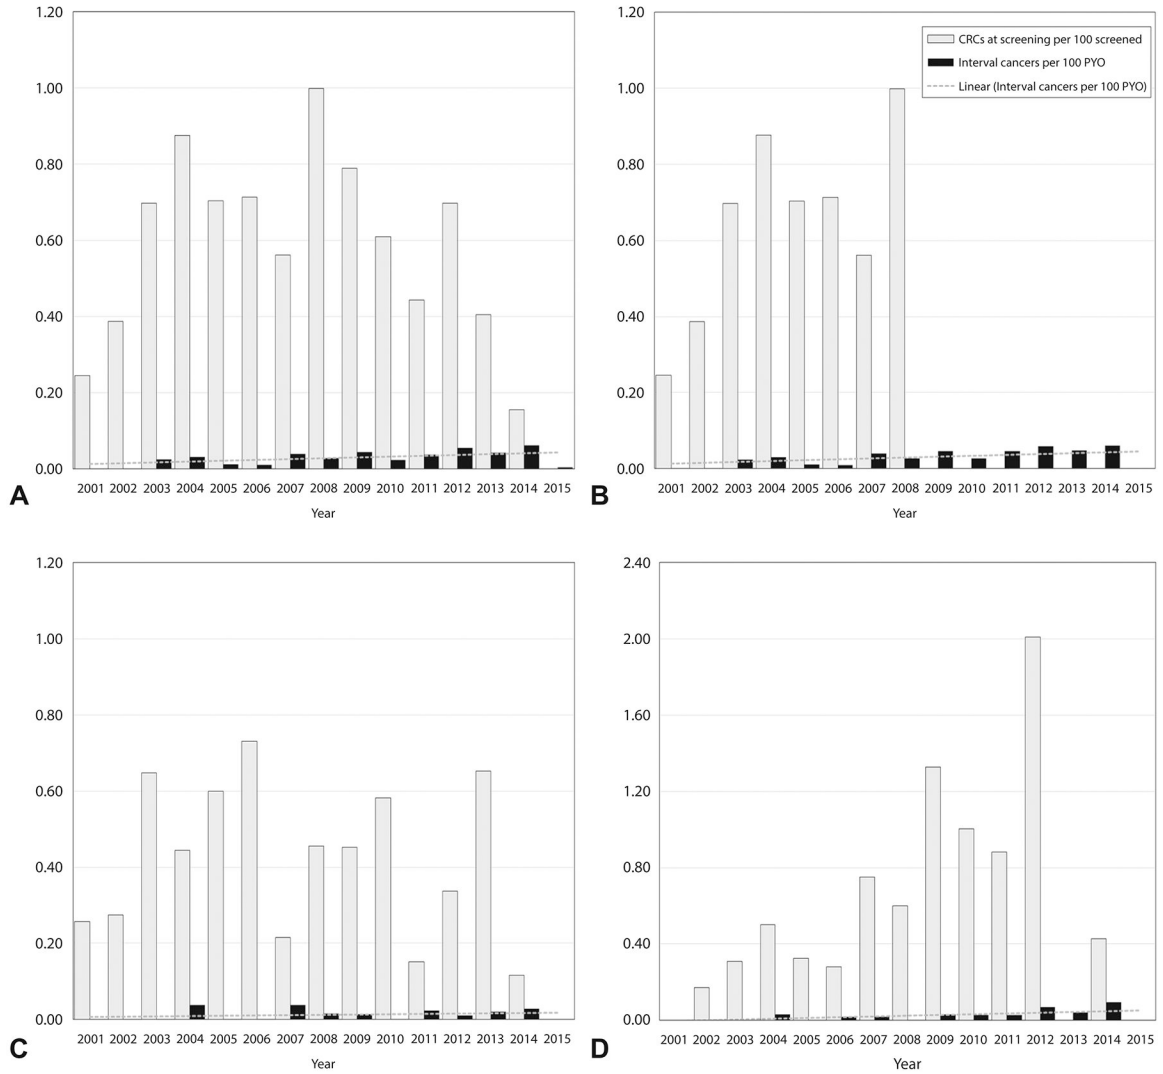 1.20
1.00
0.80
0.60
0.40
0.20
0.00
2001 2002 2003 2004 2005 2006 2007 2008 2009 2010 2011 2012 2013 2014 2015
Year
A
1.20
1.00
0.80
0.60
0.40
0.20
0.00
CRCs at screening per 100 screened
Interval cancers per 100 PYO
Linear (Interval cancers per 100 PYO)
2001 2002 2003 2004 2005 2006 2007 2008 2009 2010 2011 2012 2013 2014 2015
Year
B
1.20
1.00
0.80
0.60
0.40
0.20
0.00
2001 2002 2003 2004 2005 2006 2007 2008 2009 2010 2011 2012 2013 2014 2015
Year
C
2.40
2.00
1.60
1.20
0.80
0.40
0.00
2001 2002 2003 2004 2005 2006 2007 2008 2009 2010 2011 2012 2013 2014 2015
Year
D